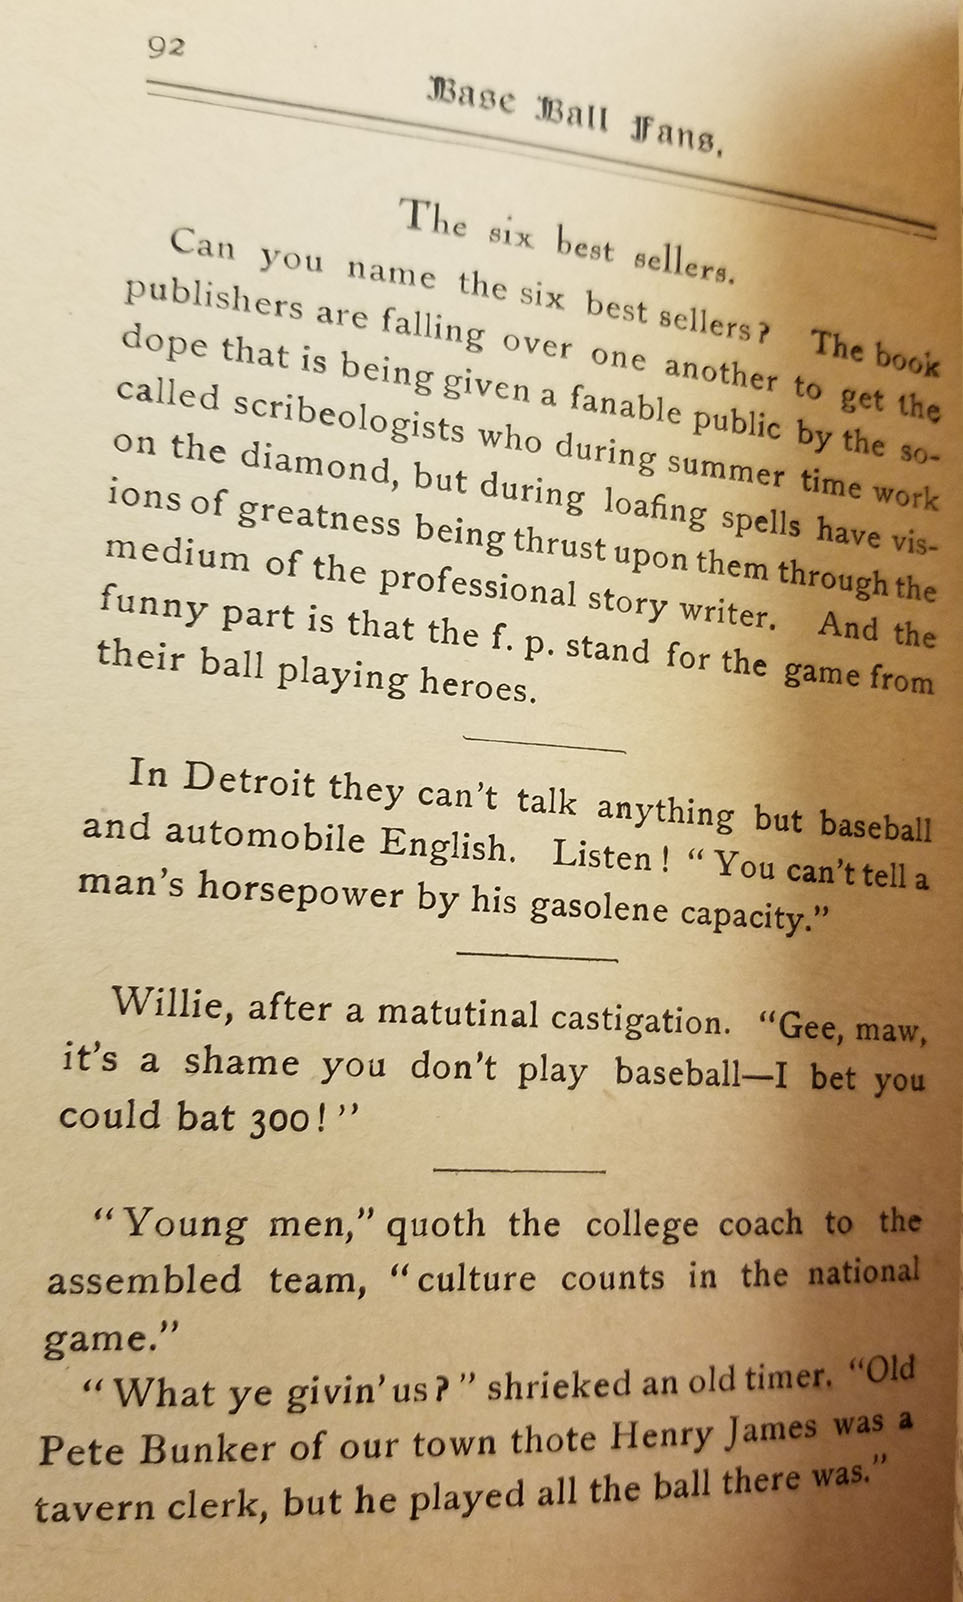 92
Base Ball Fans.
The six best sellers.
Can you name the six best sellers? The book
publishers are falling over one another to get the
dope that is being given a fanable public by the so-
called scribeologists who during summer time work
on the diamond, but during loafing spells have vis-
ions of greatness being thrust upon them through the
medium of the professional story writer. And the
funny part is that the f. p. stand for the game from
their ball playing heroes.
In Detroit they can't talk anything but baseball
and automobile English. Listen! "You can't tell a
man's horsepower by his gasolene capacity."
Willie, after a matutinal castigation. "Gee, maw,
it's a shame you don't play baseball—I bet you
could bat 300!"
"Young men," quoth the college coach to the
assembled team, "culture counts in the national
game."
"What ye givin' us?" shrieked an old timer. "Old
Pete Bunker of our town thote Henry James was a
tavern clerk, but he played all the ball there was."